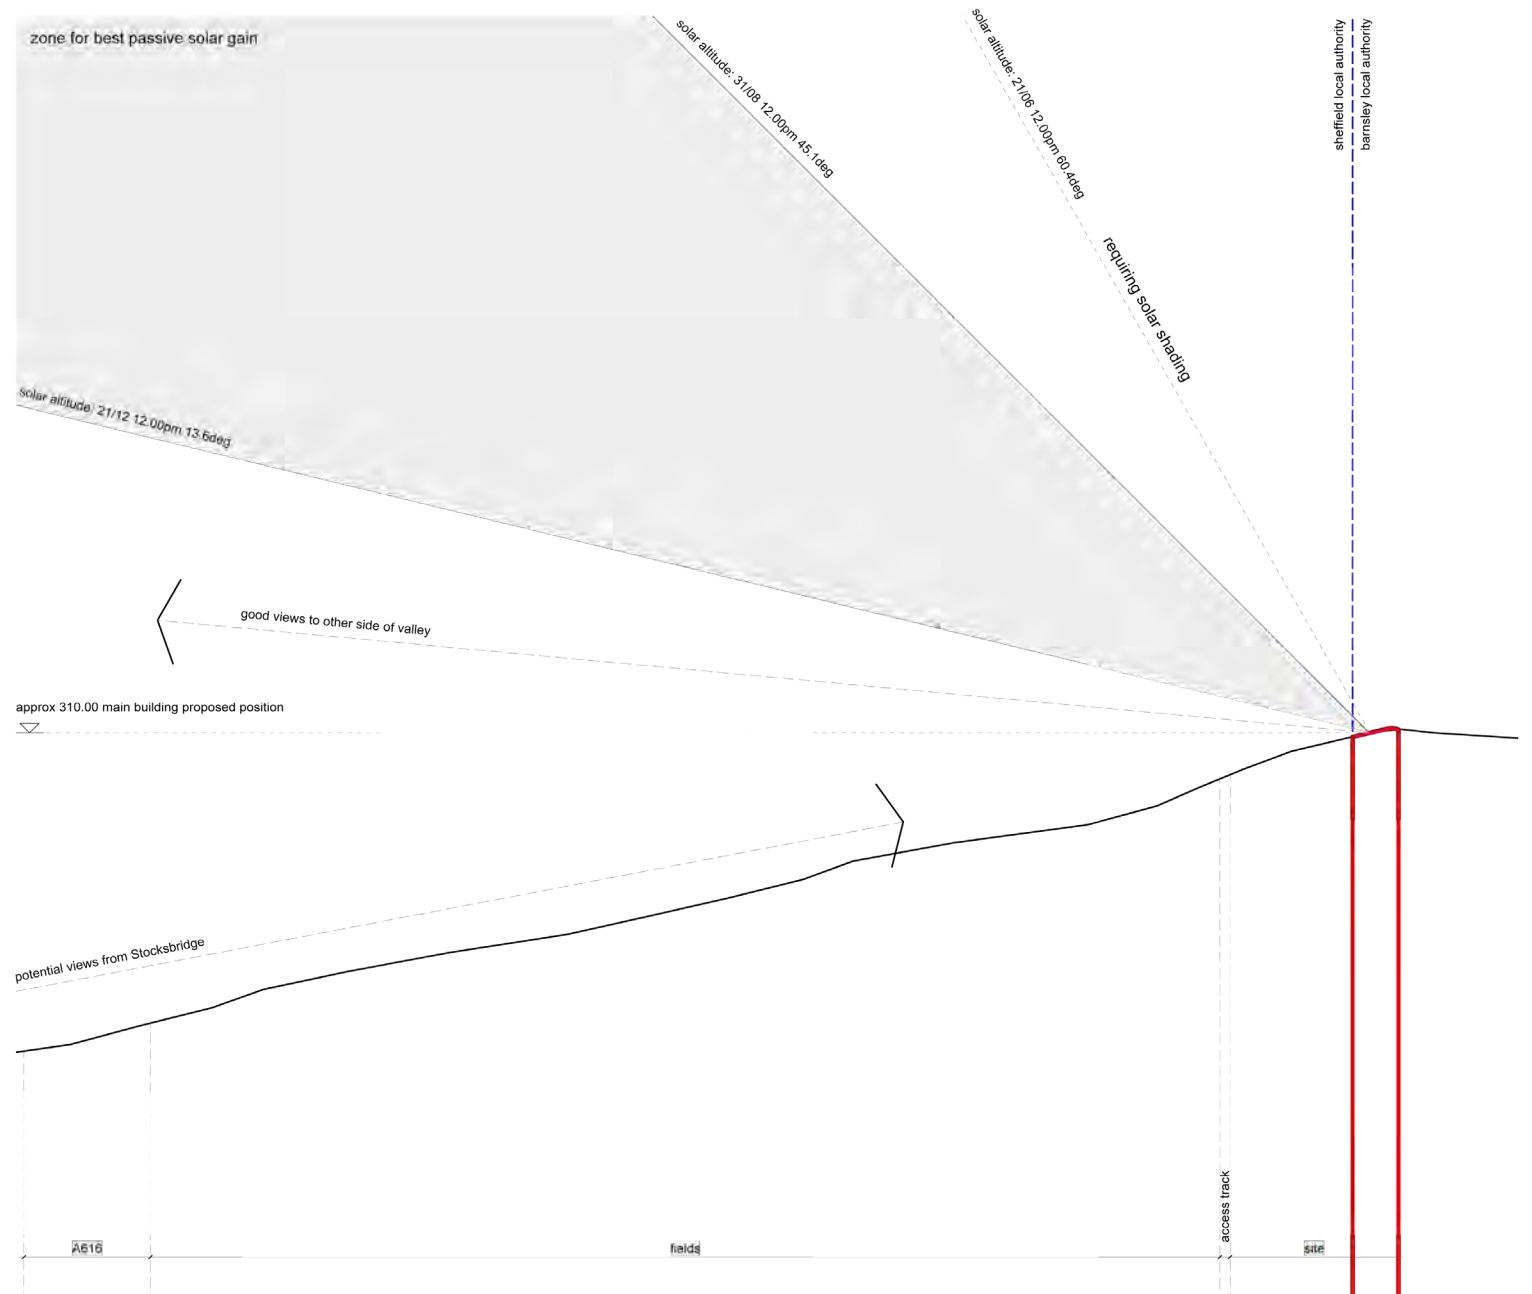 zone for best passive solar gain
solar altitude: 31/08 12.00pm 45.1deg
solar altitude: 21/06 12.00pm 60.4deg
requiring solar shading
sheffield local authority
barnsley local authority
solar altitude: 21/12 12.00pm 13.6deg
good views to other side of valley
approx 310.00 main building proposed position
potential views from Stocksbridge
access track
A616
fields
site